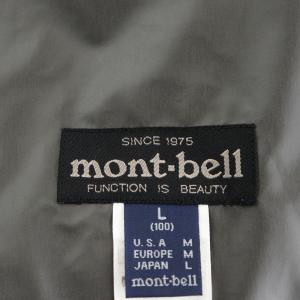 SINCE 1975
mont-bell
FUNCTION IS BEAUTY
L
(100)
U.S.A M
EUROPE M
JAPAN L
mont-bell